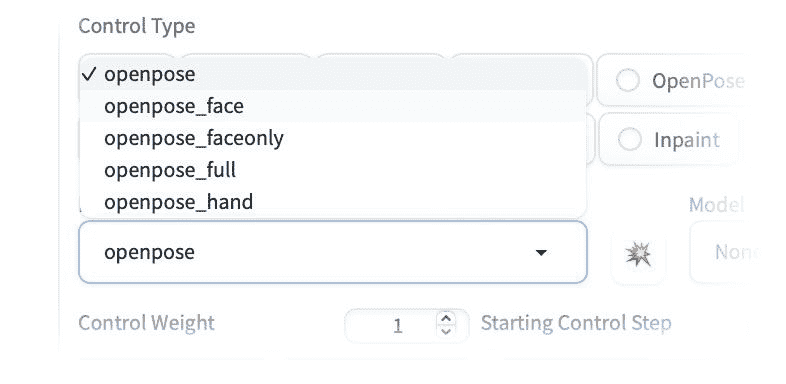 Control Type
✓ openpose
OpenPose
openpose_face
openpose_faceonly
Inpaint
openpose_full
openpose_hand
Model
openpose
Control Weight
1
Starting Control Step